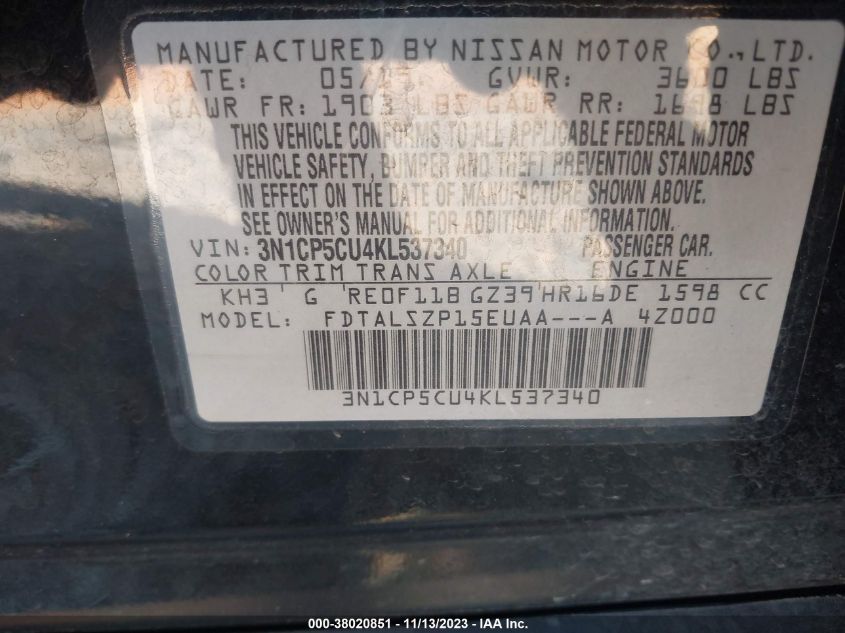 MANUFACTURED BY NISSAN MOTOR CO., LTD.
DATE: 05/19 GVWR: 3600 LBS
GAWR FR: 1903 LBS GAWR RR: 1698 LBS
THIS VEHICLE CONFORMS TO ALL APPLICABLE FEDERAL MOTOR
VEHICLE SAFETY, BUMPER AND THEFT PREVENTION STANDARDS
IN EFFECT ON THE DATE OF MANUFACTURE SHOWN ABOVE.
SEE OWNER'S MANUAL FOR ADDITIONAL INFORMATION.
VIN: 3N1CP5CU4KL537340 PASSENGER CAR.
COLOR TRIM TRANS AXLE ENGINE
KH3 G RE0F11B GZ39 HR16DE 1598 CC
MODEL: FDTALSZP15EUAA---A 4Z000
3N1CP5CU4KL537340
000-38020851 - 11/13/2023 - IAA Inc.